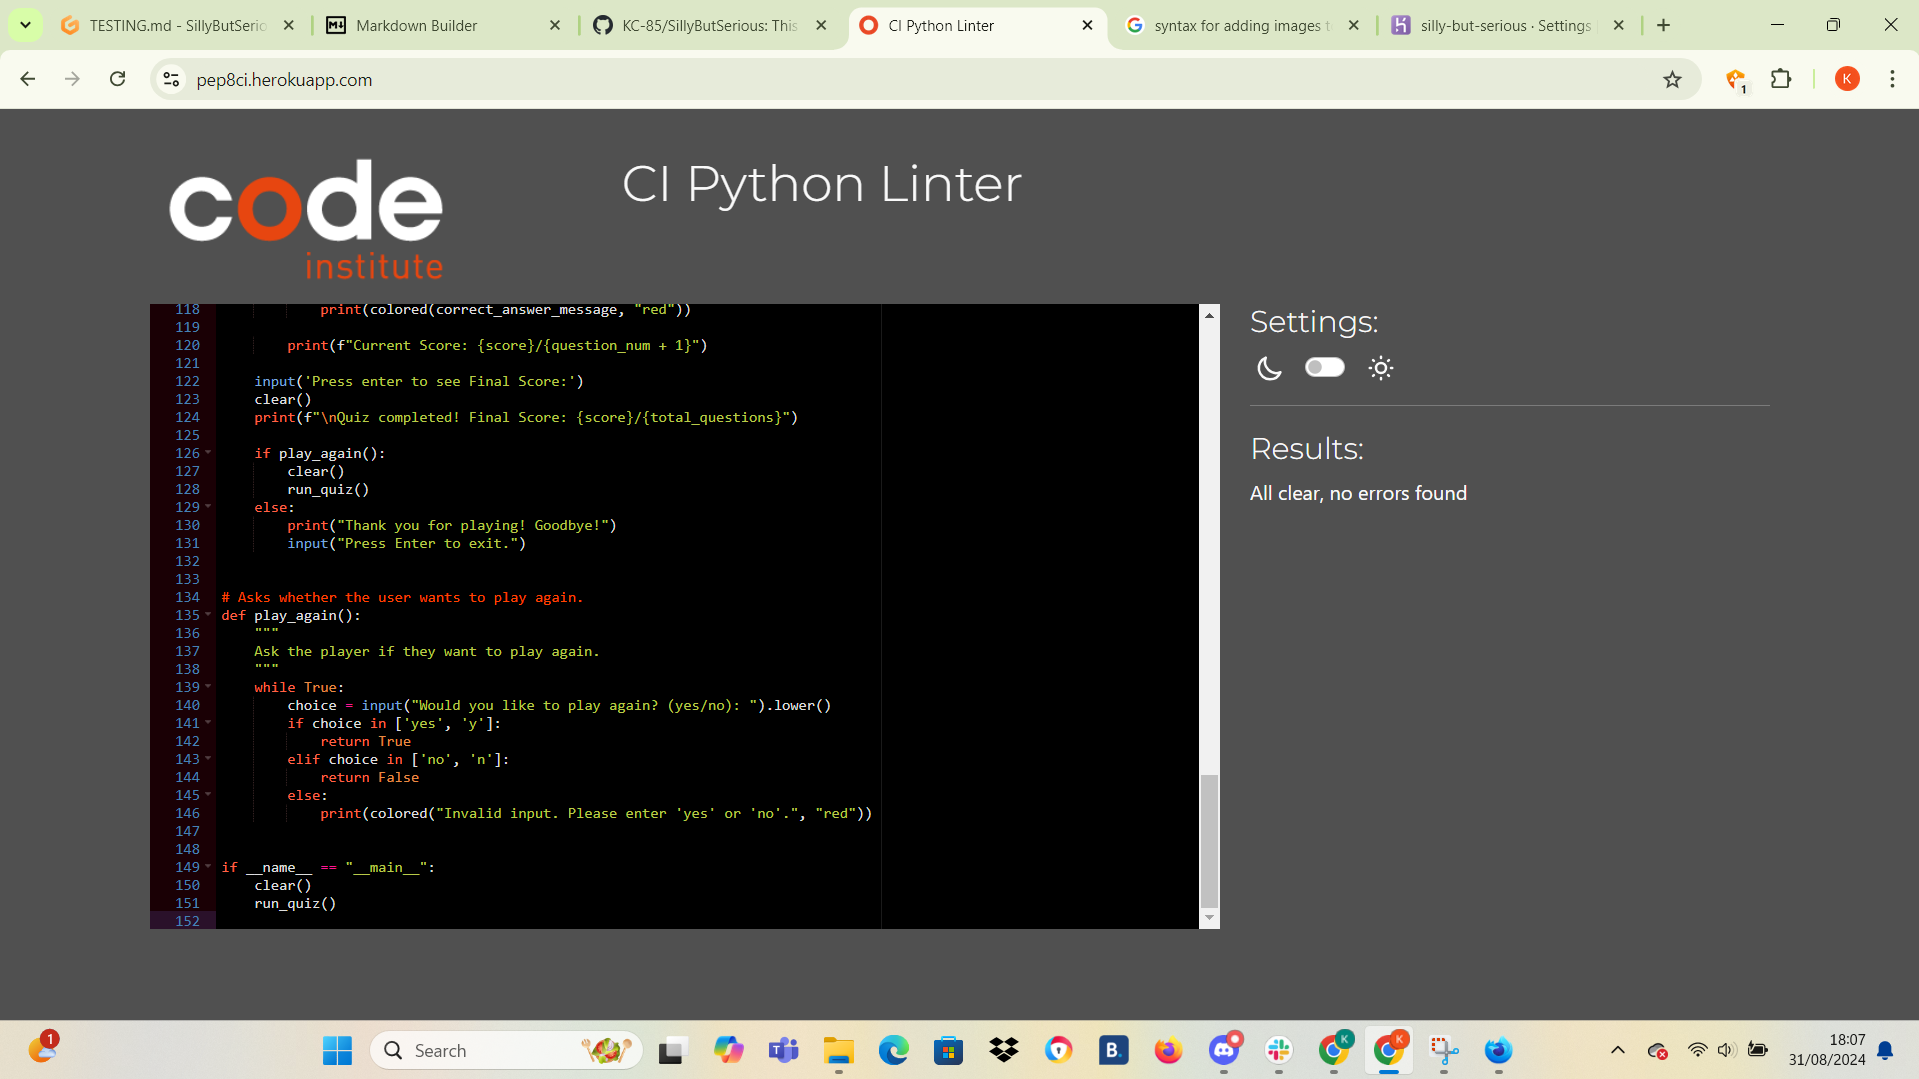 TESTING.md - SillyButSerio
Markdown Builder
KC-85/SillyButSerious: This
CI Python Linter
syntax for adding images t
silly-but-serious · Settings
pep8ci.herokuapp.com
1
K
code
institute
CI Python Linter
118 print(colored(correct_answer_message, "red"))
119
120 print(f"Current Score: {score}/{question_num + 1}")
121
122 input('Press enter to see Final Score:')
123 clear()
124 print(f"\nQuiz completed! Final Score: {score}/{total_questions}")
125
126 if play_again():
127 clear()
128 run_quiz()
129 else:
130 print("Thank you for playing! Goodbye!")
131 input("Press Enter to exit.")
132
133
134 # Asks whether the user wants to play again.
135 def play_again():
136 """
137 Ask the player if they want to play again.
138 """
139 while True:
140 choice = input("Would you like to play again? (yes/no): ").lower()
141 if choice in ['yes', 'y']:
142 return True
143 elif choice in ['no', 'n']:
144 return False
145 else:
146 print(colored("Invalid input. Please enter 'yes' or 'no'.", "red"))
147
148
149 if __name__ == "__main__":
150 clear()
151 run_quiz()
152
Settings:
Results:
All clear, no errors found
1
Search
B.
K
K
18:07
31/08/2024